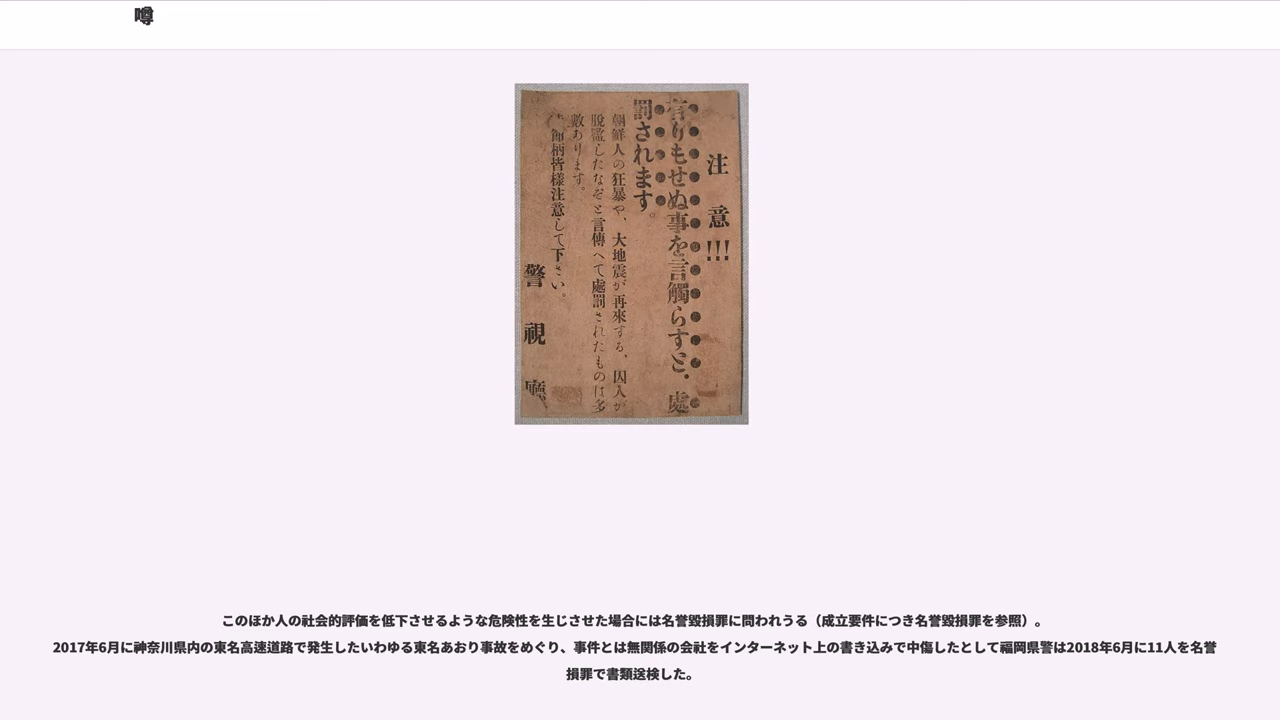 噂
注意!!!
有りもせぬ事を言觸らすと、處
罰されます。
朝鮮人の狂暴や、大地震が再來する、囚人が
脱監したなぞと言傳へて處罰されたものは多
數あります。
時節柄皆樣注意して下さい。
警視廳
このほか人の社会的評価を低下させるような危険性を生じさせた場合には名誉毀損罪に問われうる（成立要件につき名誉毀損罪を参照）。
2017年6月に神奈川県内の東名高速道路で発生したいわゆる東名あおり事故をめぐり、事件とは無関係の会社をインターネット上の書き込みで中傷したとして福岡県警は2018年6月に11人を名誉
損罪で書類送検した。